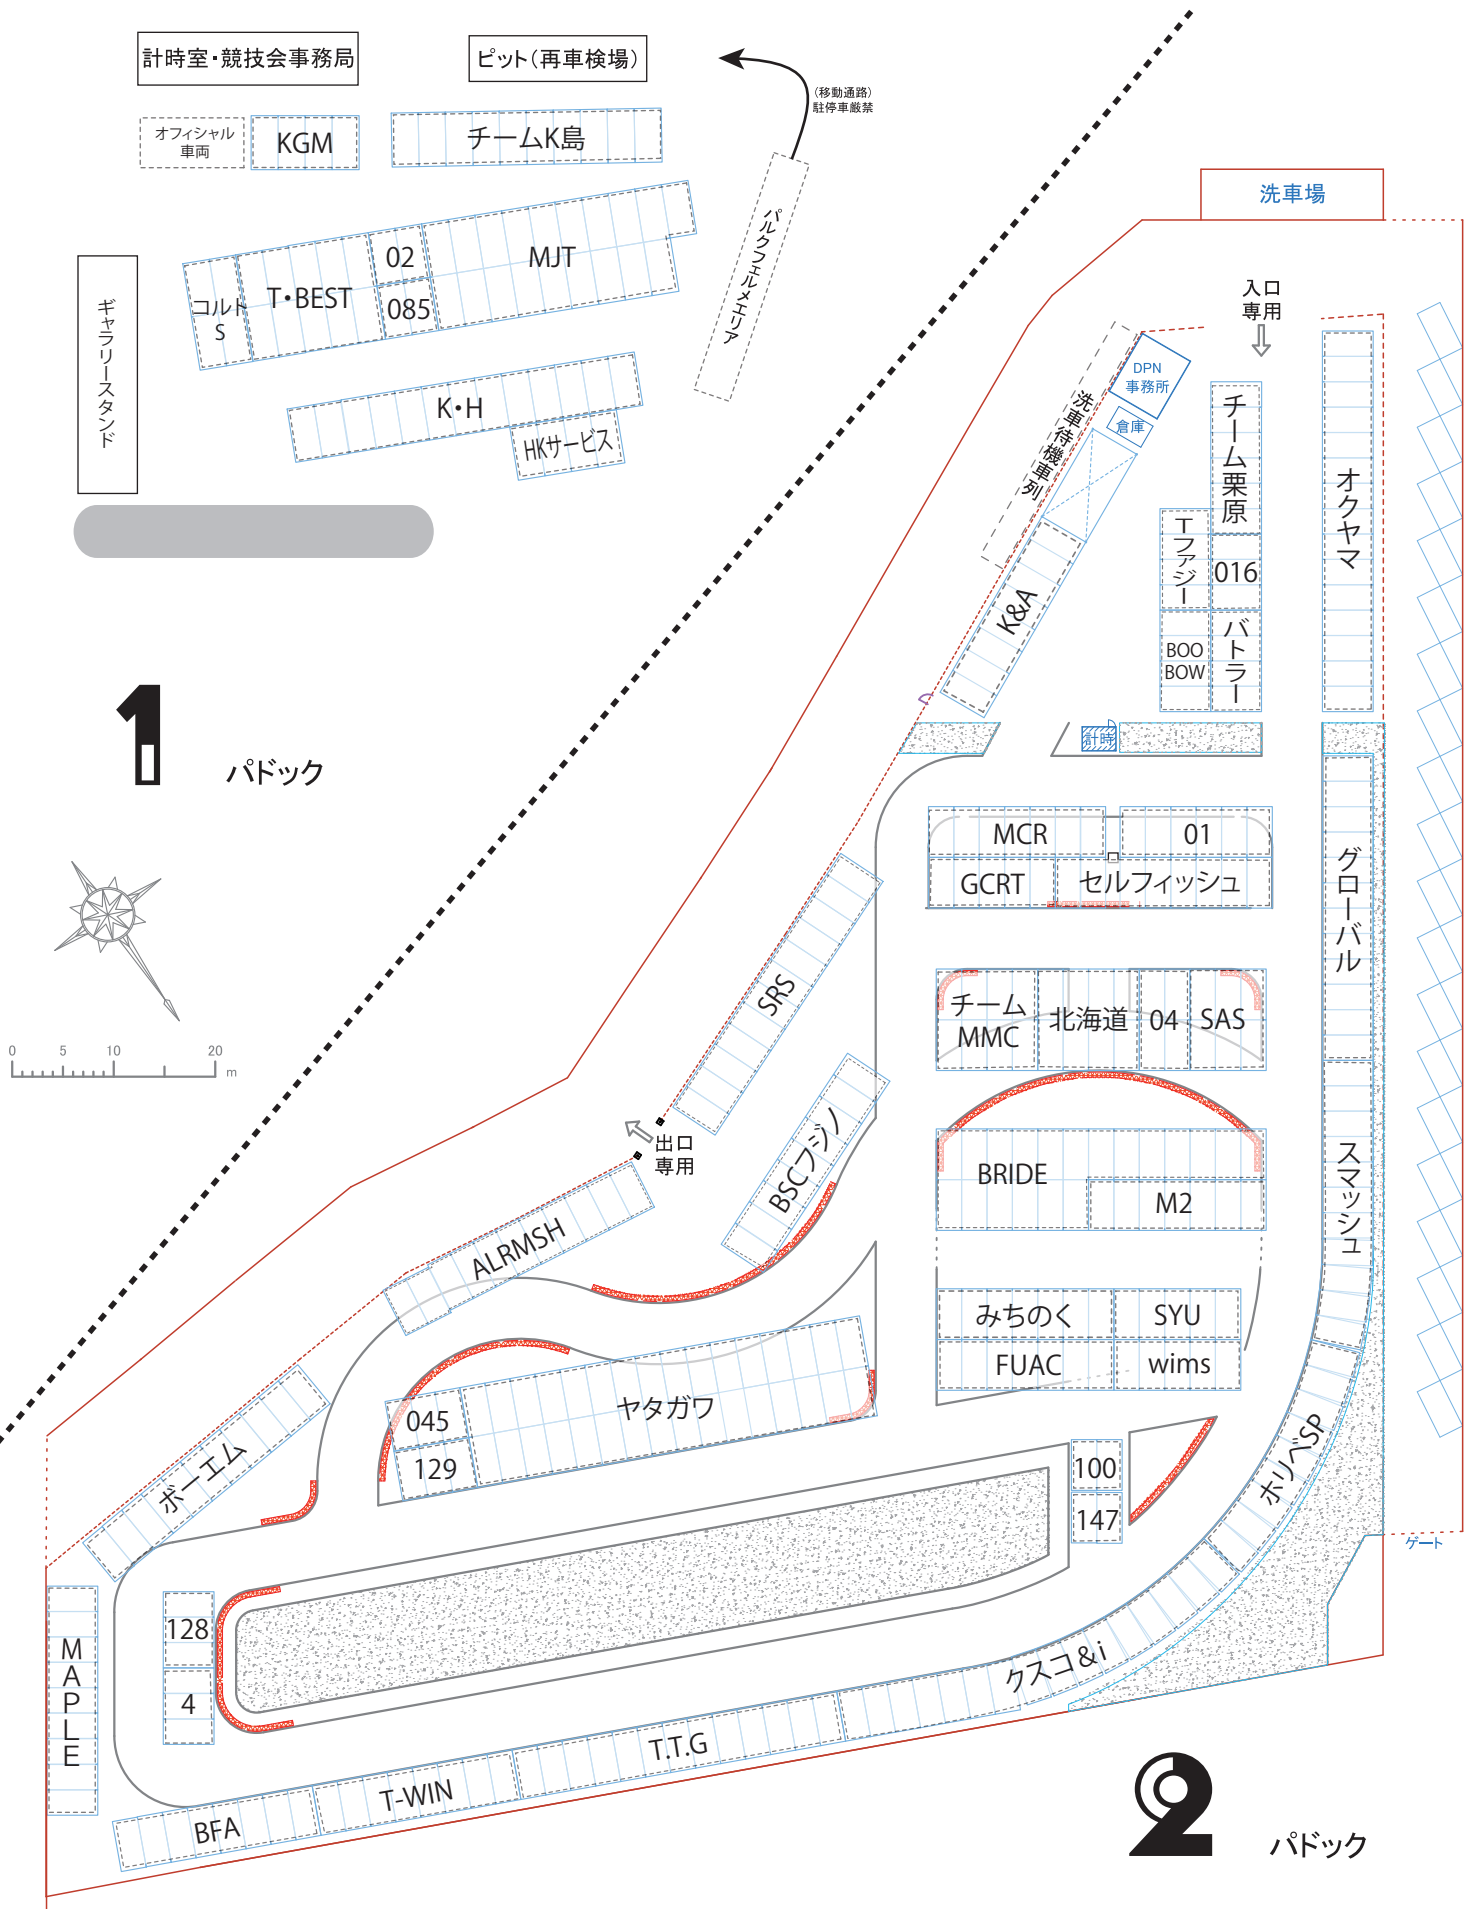 計時室・競技会事務局
ピット(再車検場)
(移動通路)
駐停車厳禁
オフィシャル
車両
KGM
チームK島
パルクフェルメエリア
コルト
S
T・BEST
02
085
MJT
ギャラリースタンド
K・H
HKサービス
1
パドック
0
5
10
20
m
洗車場
入口
専用
DPN
事務所
倉庫
洗車待機車列
チーム栗原
オクヤマ
Tファジー
016
K&A
BOO
BOW
バトラー
計時
MCR
01
GCRT
セルフィッシュ
グローバル
SRS
チーム
MMC
北海道
04
SAS
出口
専用
BSCフジノ
BRIDE
M2
スマッシュ
ALRMSH
みちのく
SYU
FUAC
wims
ヤタガワ
045
129
ボーエム
100
147
ホリベSP
ゲート
128
4
MAPLE
クスコ&i
T.T.G
T-WIN
BFA
2
パドック